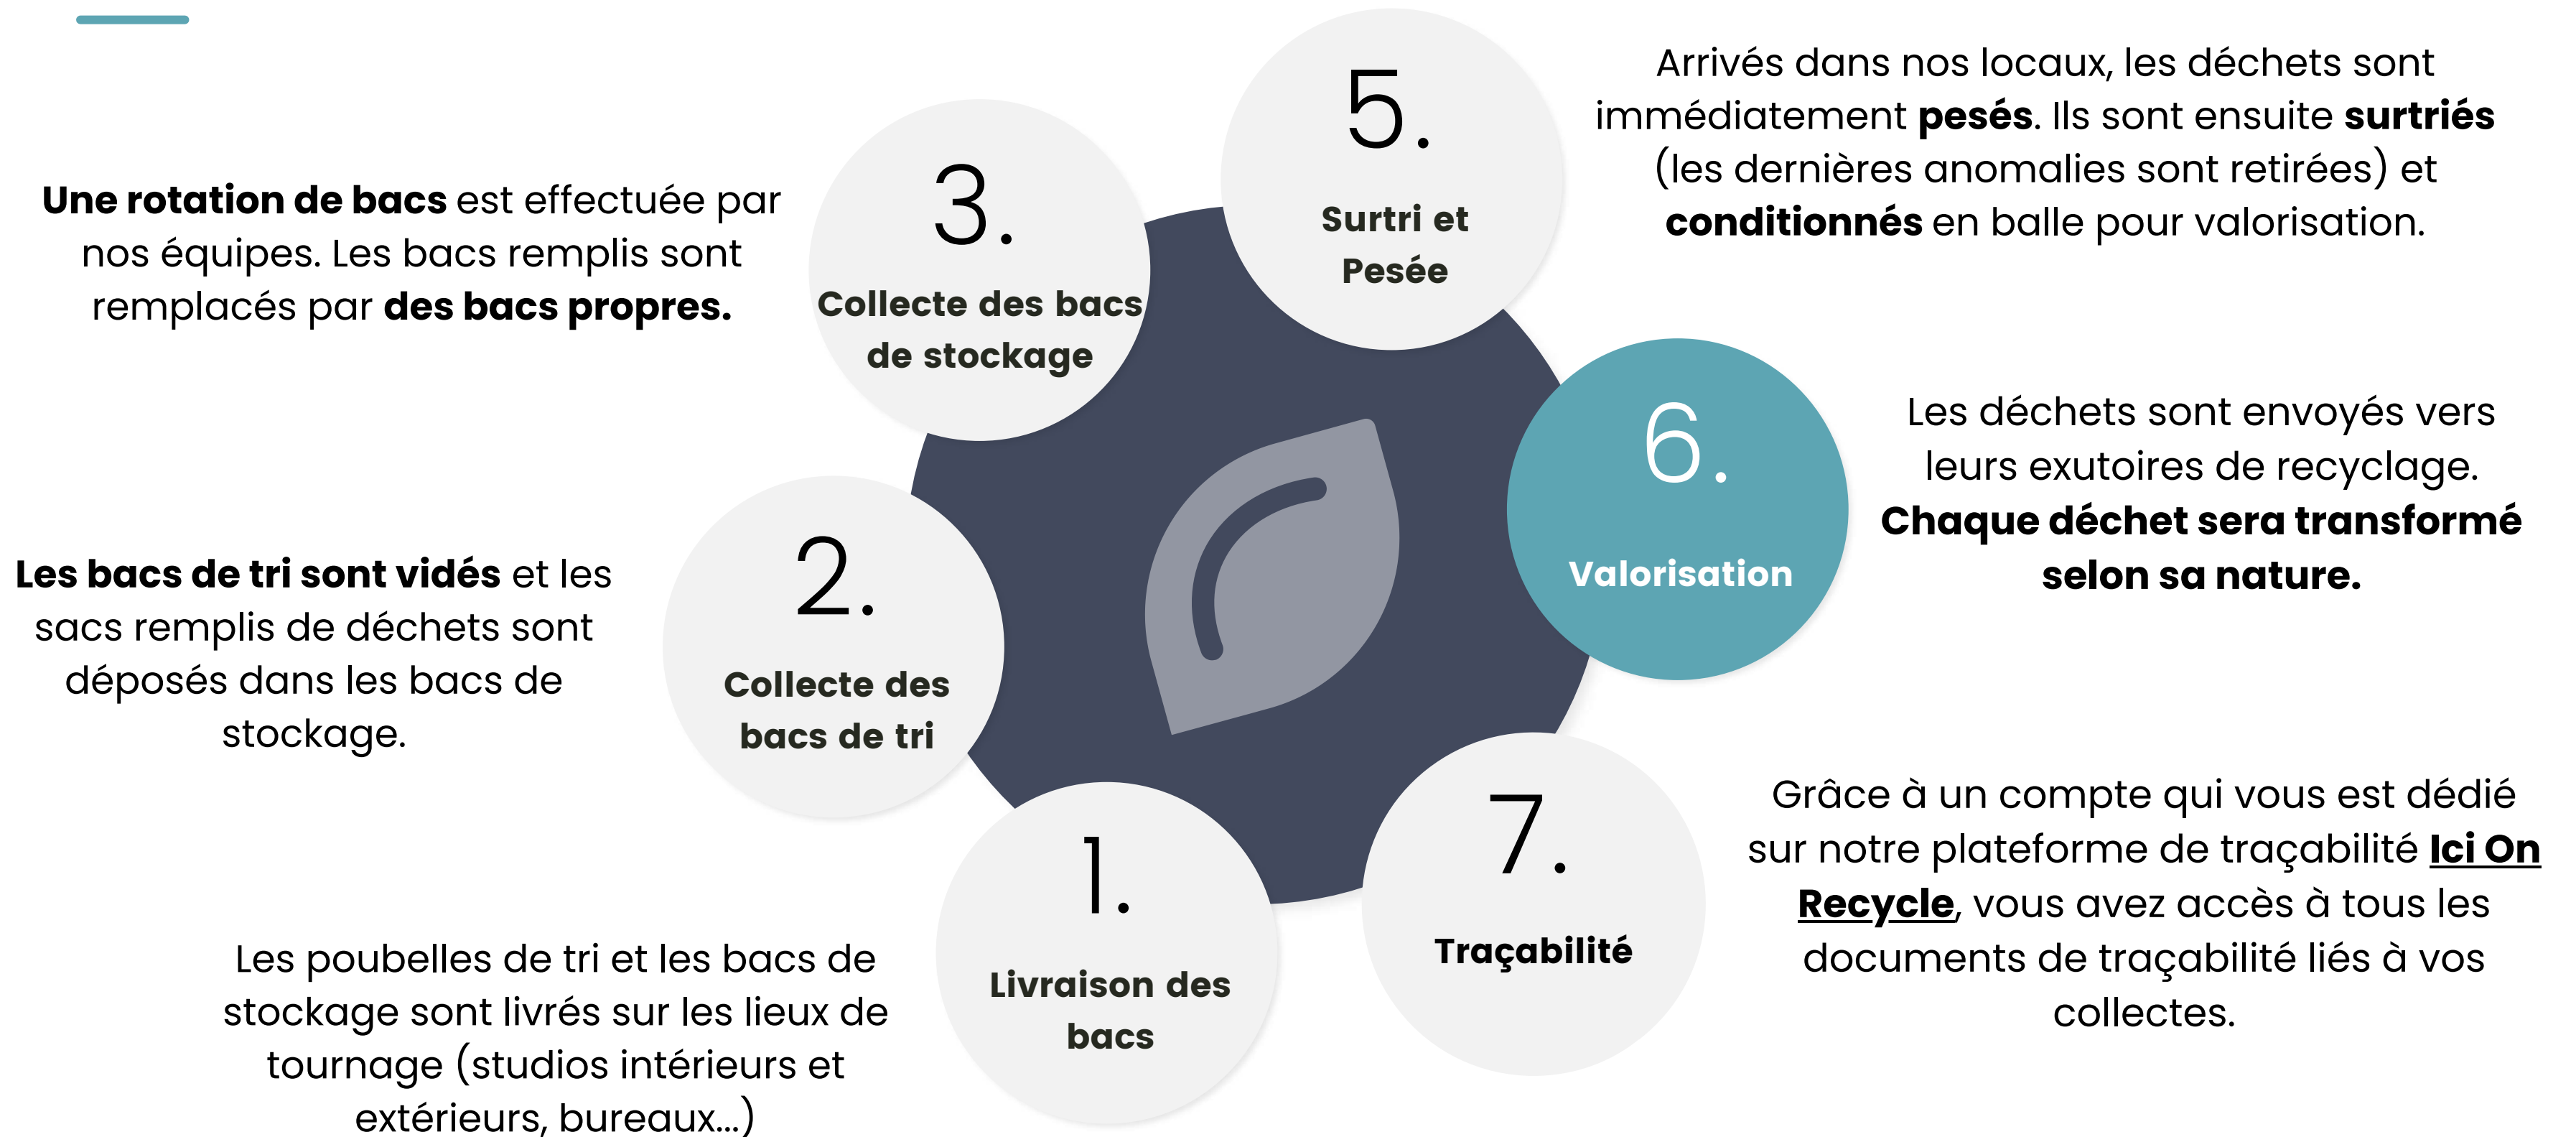 1.
Livraison des
bacs
Les poubelles de tri et les bacs de
stockage sont livrés sur les lieux de
tournage (studios intérieurs et
extérieurs, bureaux...)
2.
Collecte des
bacs de tri
Les bacs de tri sont vidés et les
sacs remplis de déchets sont
déposés dans les bacs de
stockage.
3.
Collecte des bacs
de stockage
Une rotation de bacs est effectuée par
nos équipes. Les bacs remplis sont
remplacés par des bacs propres.
5.
Surtri et
Pesée
Arrivés dans nos locaux, les déchets sont
immédiatement pesés. Ils sont ensuite surtriés
(les dernières anomalies sont retirées) et
conditionnés en balle pour valorisation.
6.
Valorisation
Les déchets sont envoyés vers
leurs exutoires de recyclage.
Chaque déchet sera transformé
selon sa nature.
7.
Traçabilité
Grâce à un compte qui vous est dédié
sur notre plateforme de traçabilité Ici On
Recycle, vous avez accès à tous les
documents de traçabilité liés à vos
collectes.